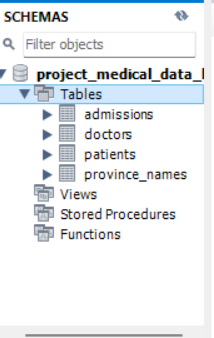 SCHEMAS
Filter objects
project_medical_data_
Tables
admissions
doctors
patients
province_names
Views
Stored Procedures
Functions